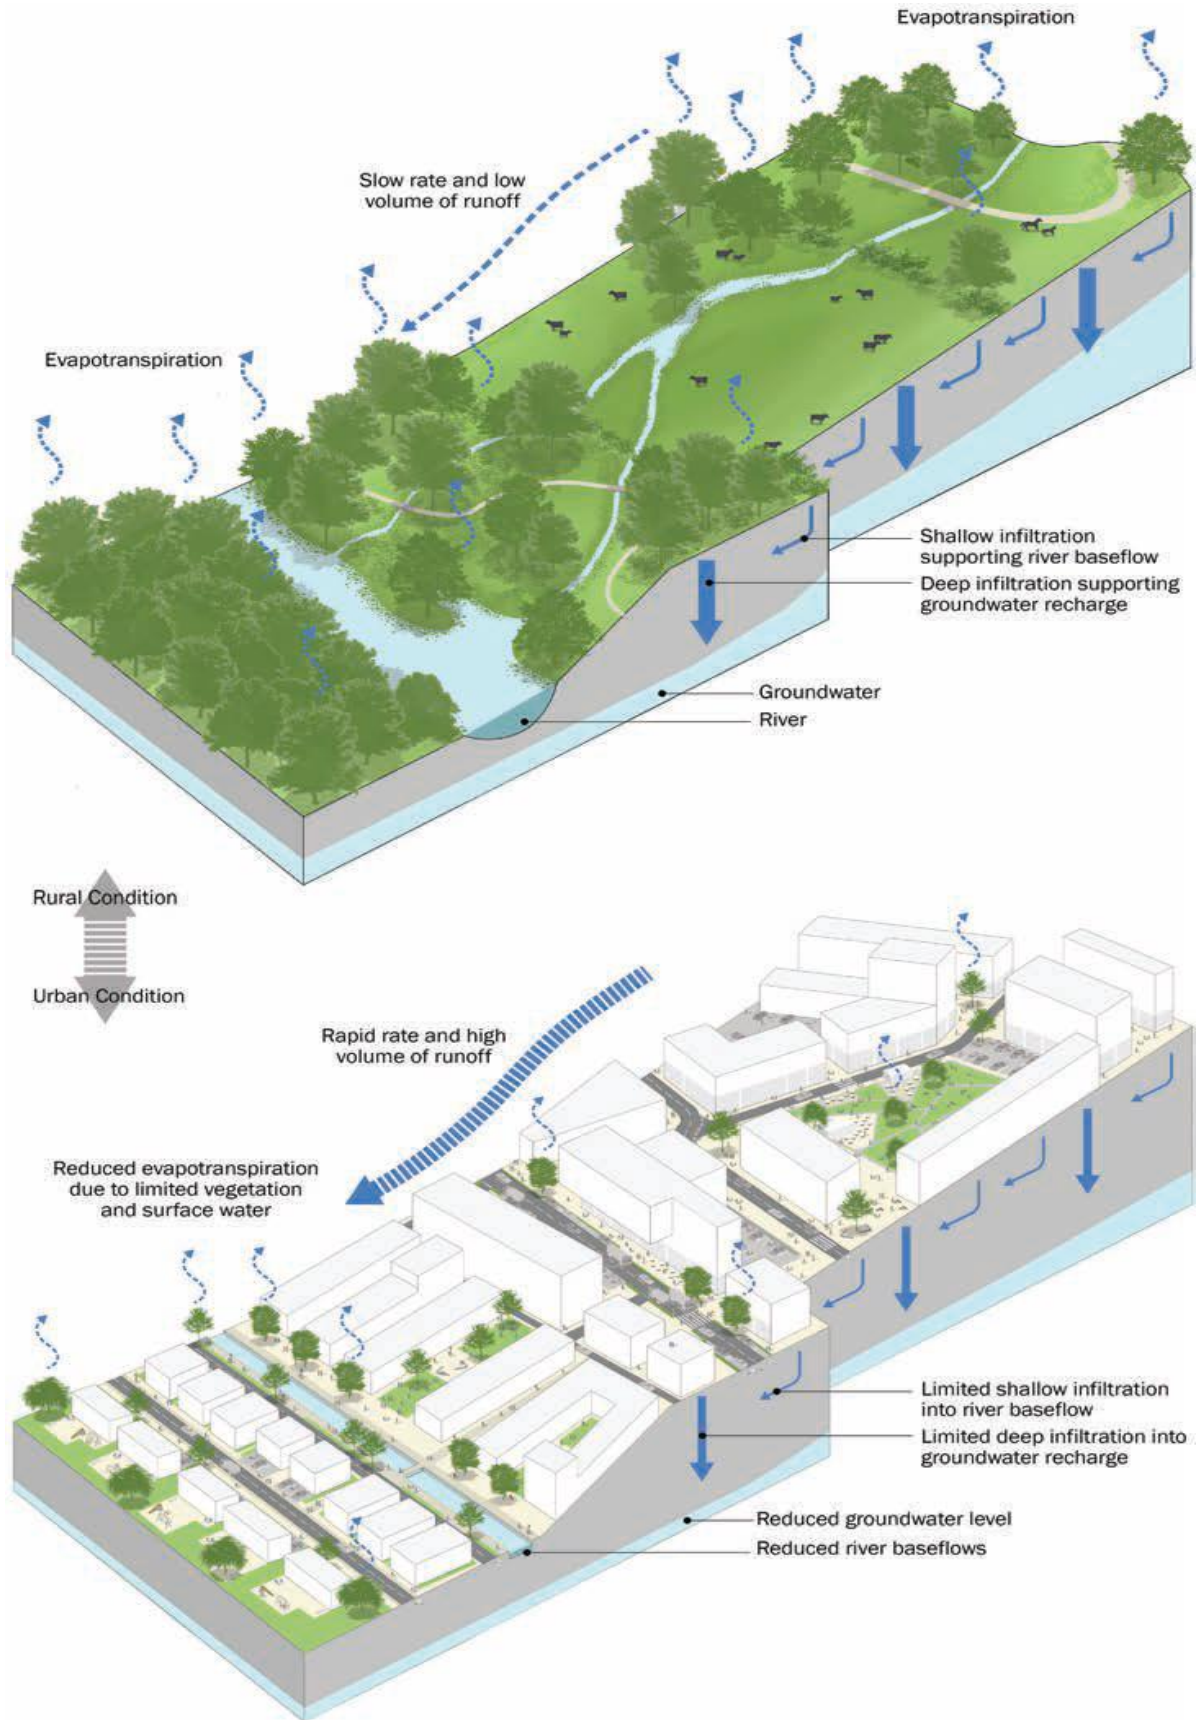 Evapotranspiration
Slow rate and low
volume of runoff
Evapotranspiration
Shallow infiltration
supporting river baseflow
Deep infiltration supporting
groundwater recharge
Groundwater
River
Rural Condition
Urban Condition
Rapid rate and high
volume of runoff
Reduced evapotranspiration
due to limited vegetation
and surface water
Limited shallow infiltration
into river baseflow
Limited deep infiltration into
groundwater recharge
Reduced groundwater level
Reduced river baseflows